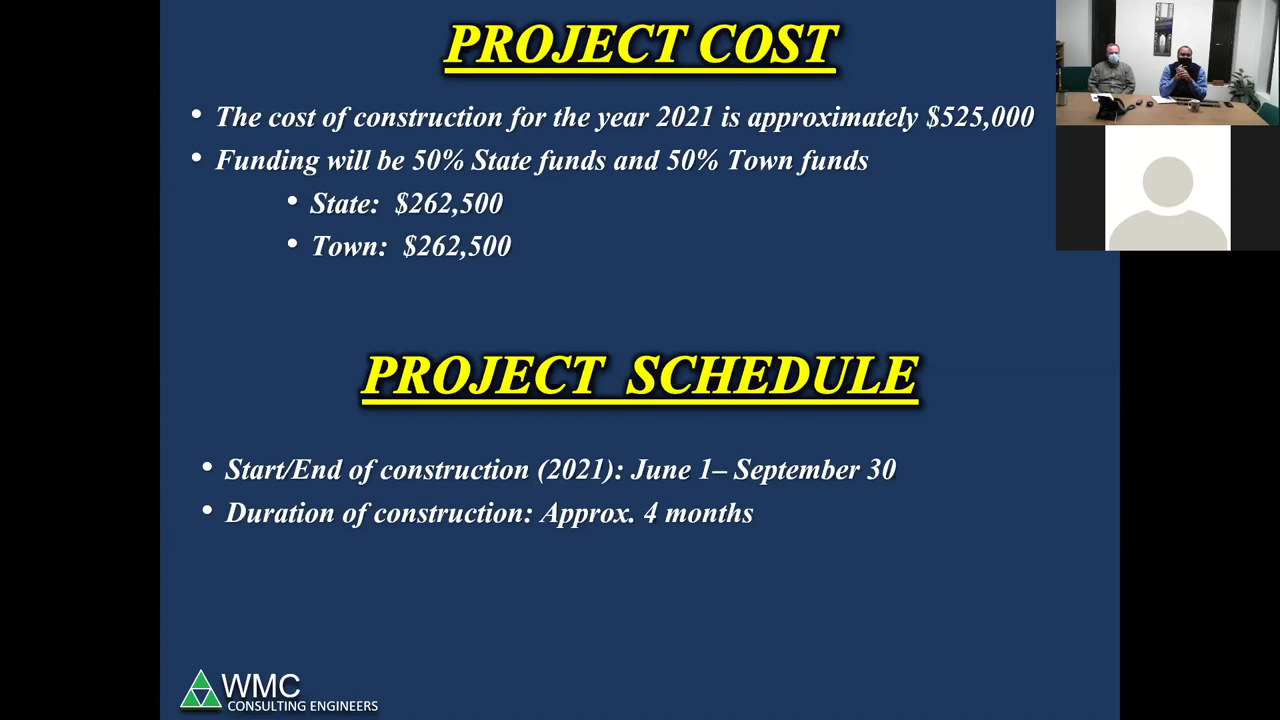 PROJECT COST
• The cost of construction for the year 2021 is approximately $525,000
• Funding will be 50% State funds and 50% Town funds
• State: $262,500
• Town: $262,500
PROJECT SCHEDULE
• Start/End of construction (2021): June 1– September 30
• Duration of construction: Approx. 4 months
WMC
CONSULTING ENGINEERS